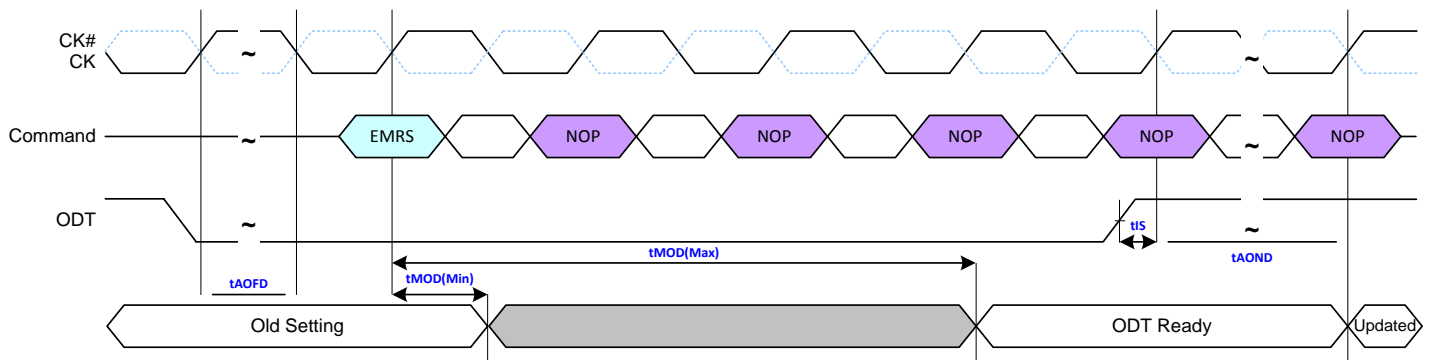 CK#
CK
~
~
Command
EMRS
NOP
NOP
NOP
NOP
NOP
~
~
ODT
~
~
tIS
tMOD(Max)
tAOND
tAOFD
tMOD(Min)
Old Setting
ODT Ready
Updated